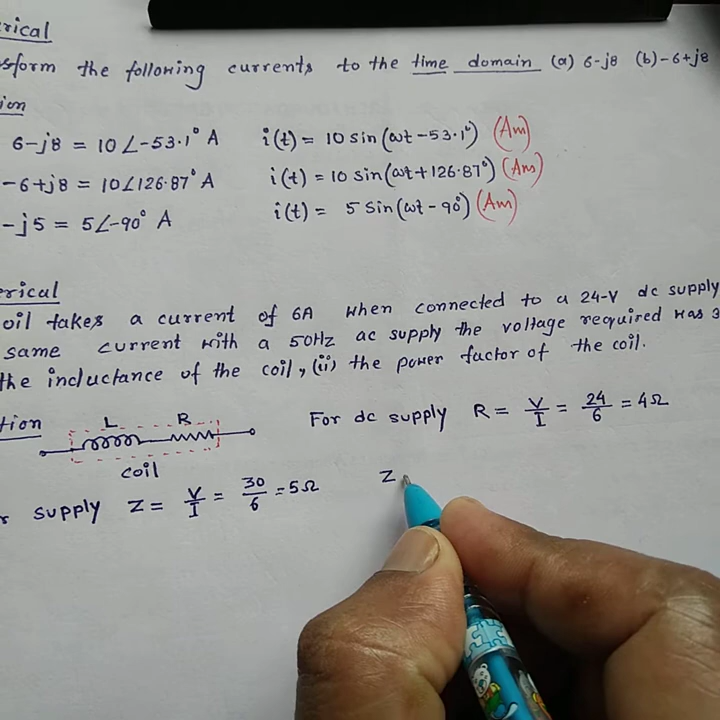 rical
sform the following currents to the time domain (a) 6-j8 (b)-6+j8
ion
6-j8 = 10∠-53.1° A i(t) = 10 sin(ωt-53.1°) (Am)
-6+j8 = 10∠126.87° A i(t) = 10 sin(ωt+126.87°) (Am)
-j5 = 5∠-90° A i(t) = 5 sin(ωt-90°) (Am)
erical
oil takes a current of 6A when connected to a 24-V dc supply
same current with a 50Hz ac supply the voltage required was 3
the inductance of the coil, (ii) the power factor of the coil.
tion L R For dc supply R = V/I = 24/6 = 4Ω
coil
supply Z = V/I = 30/6 = 5Ω Z